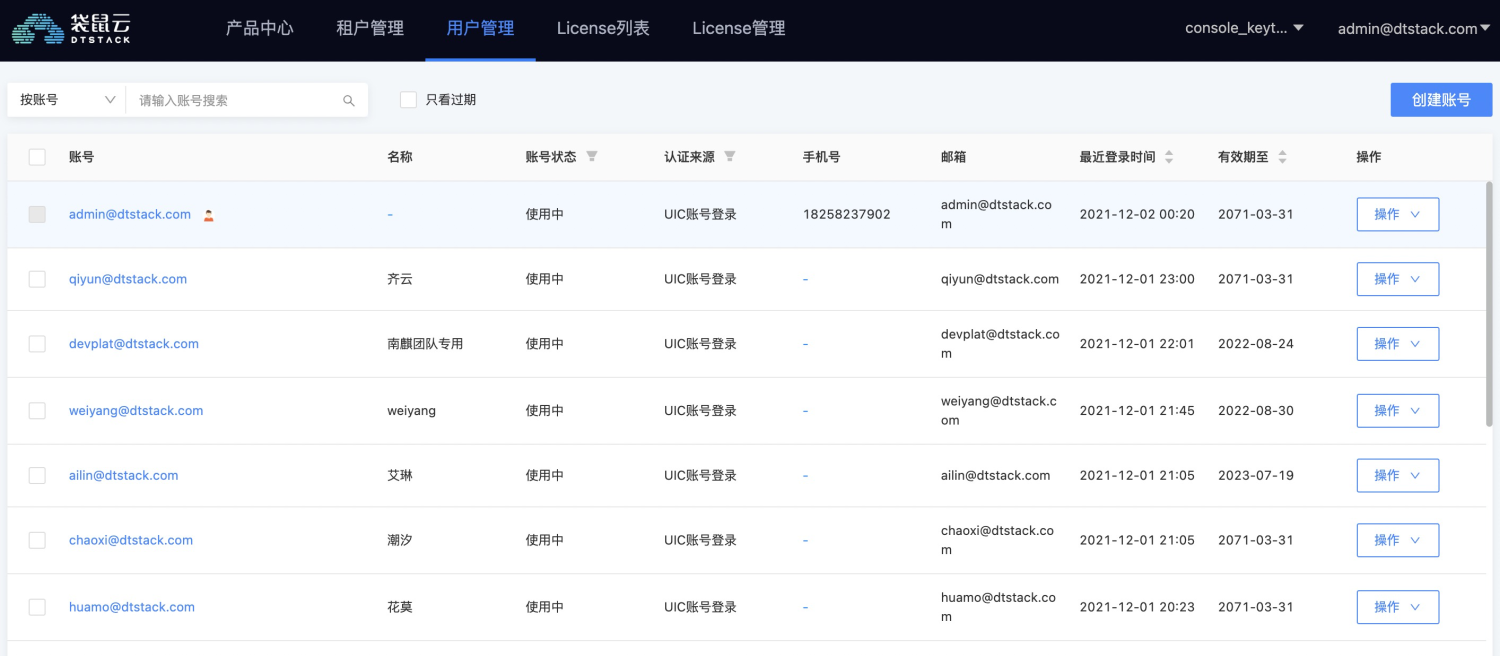 袋鼠云
DTSTACK
产品中心 租户管理 用户管理 License列表 License管理 console_keyt... admin@dtstack.com
按账号 请输入账号搜索 只看过期 创建账号
账号 名称 账号状态 认证来源 手机号 邮箱 最近登录时间 有效期至 操作
admin@dtstack.com - 使用中 UIC账号登录 18258237902 admin@dtstack.co
m 2021-12-02 00:20 2071-03-31 操作
qiyun@dtstack.com 齐云 使用中 UIC账号登录 - qiyun@dtstack.com 2021-12-01 23:00 2071-03-31 操作
devplat@dtstack.com 南麒团队专用 使用中 UIC账号登录 - devplat@dtstack.co
m 2021-12-01 22:01 2022-08-24 操作
weiyang@dtstack.com weiyang 使用中 UIC账号登录 - weiyang@dtstack.c
om 2021-12-01 21:45 2022-08-30 操作
ailin@dtstack.com 艾琳 使用中 UIC账号登录 - ailin@dtstack.com 2021-12-01 21:05 2023-07-19 操作
chaoxi@dtstack.com 潮汐 使用中 UIC账号登录 - chaoxi@dtstack.co
m 2021-12-01 21:05 2071-03-31 操作
huamo@dtstack.com 花莫 使用中 UIC账号登录 - huamo@dtstack.co
m 2021-12-01 20:23 2071-03-31 操作